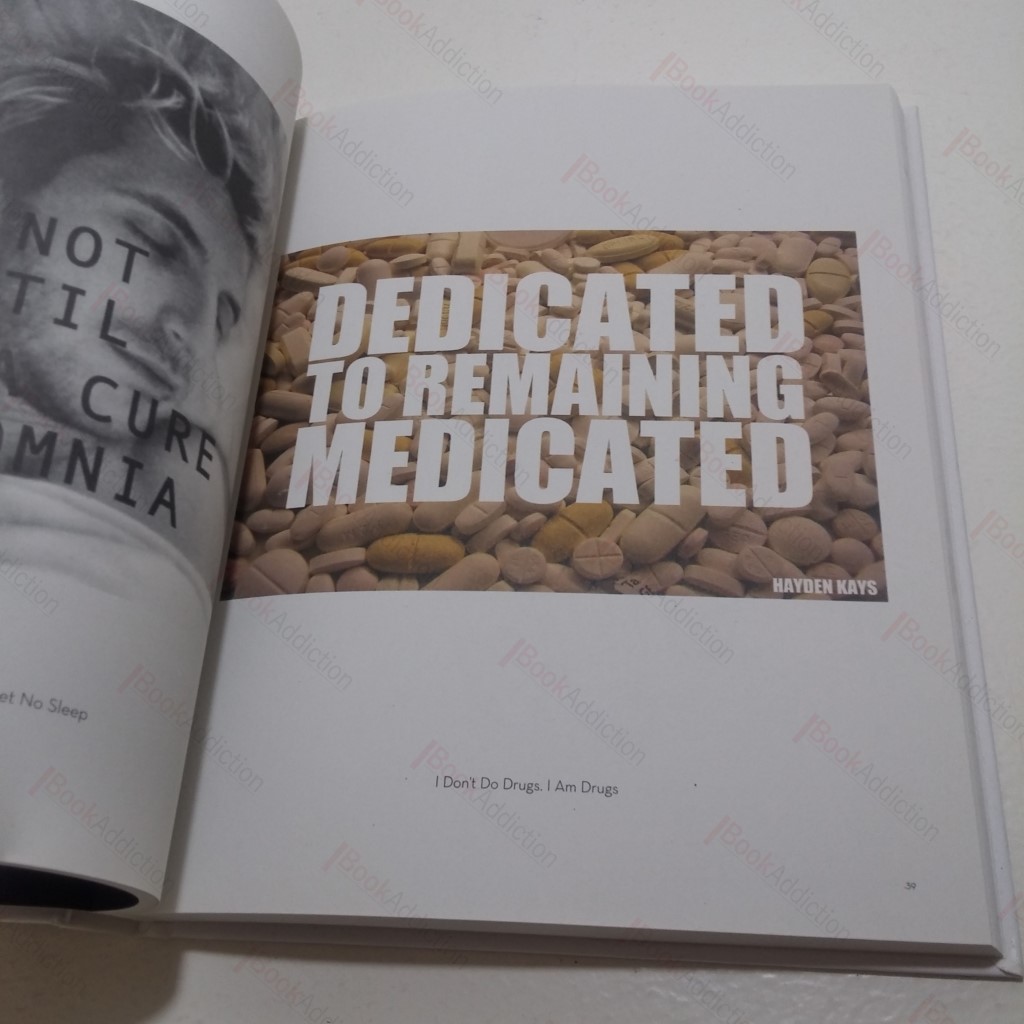 NOT
TIL
CURE
OMNIA
et No Sleep
DEDICATED
TO REMAINING
MEDICATED
HAYDEN KAYS
I Don't Do Drugs. I Am Drugs
39
BookAddiction